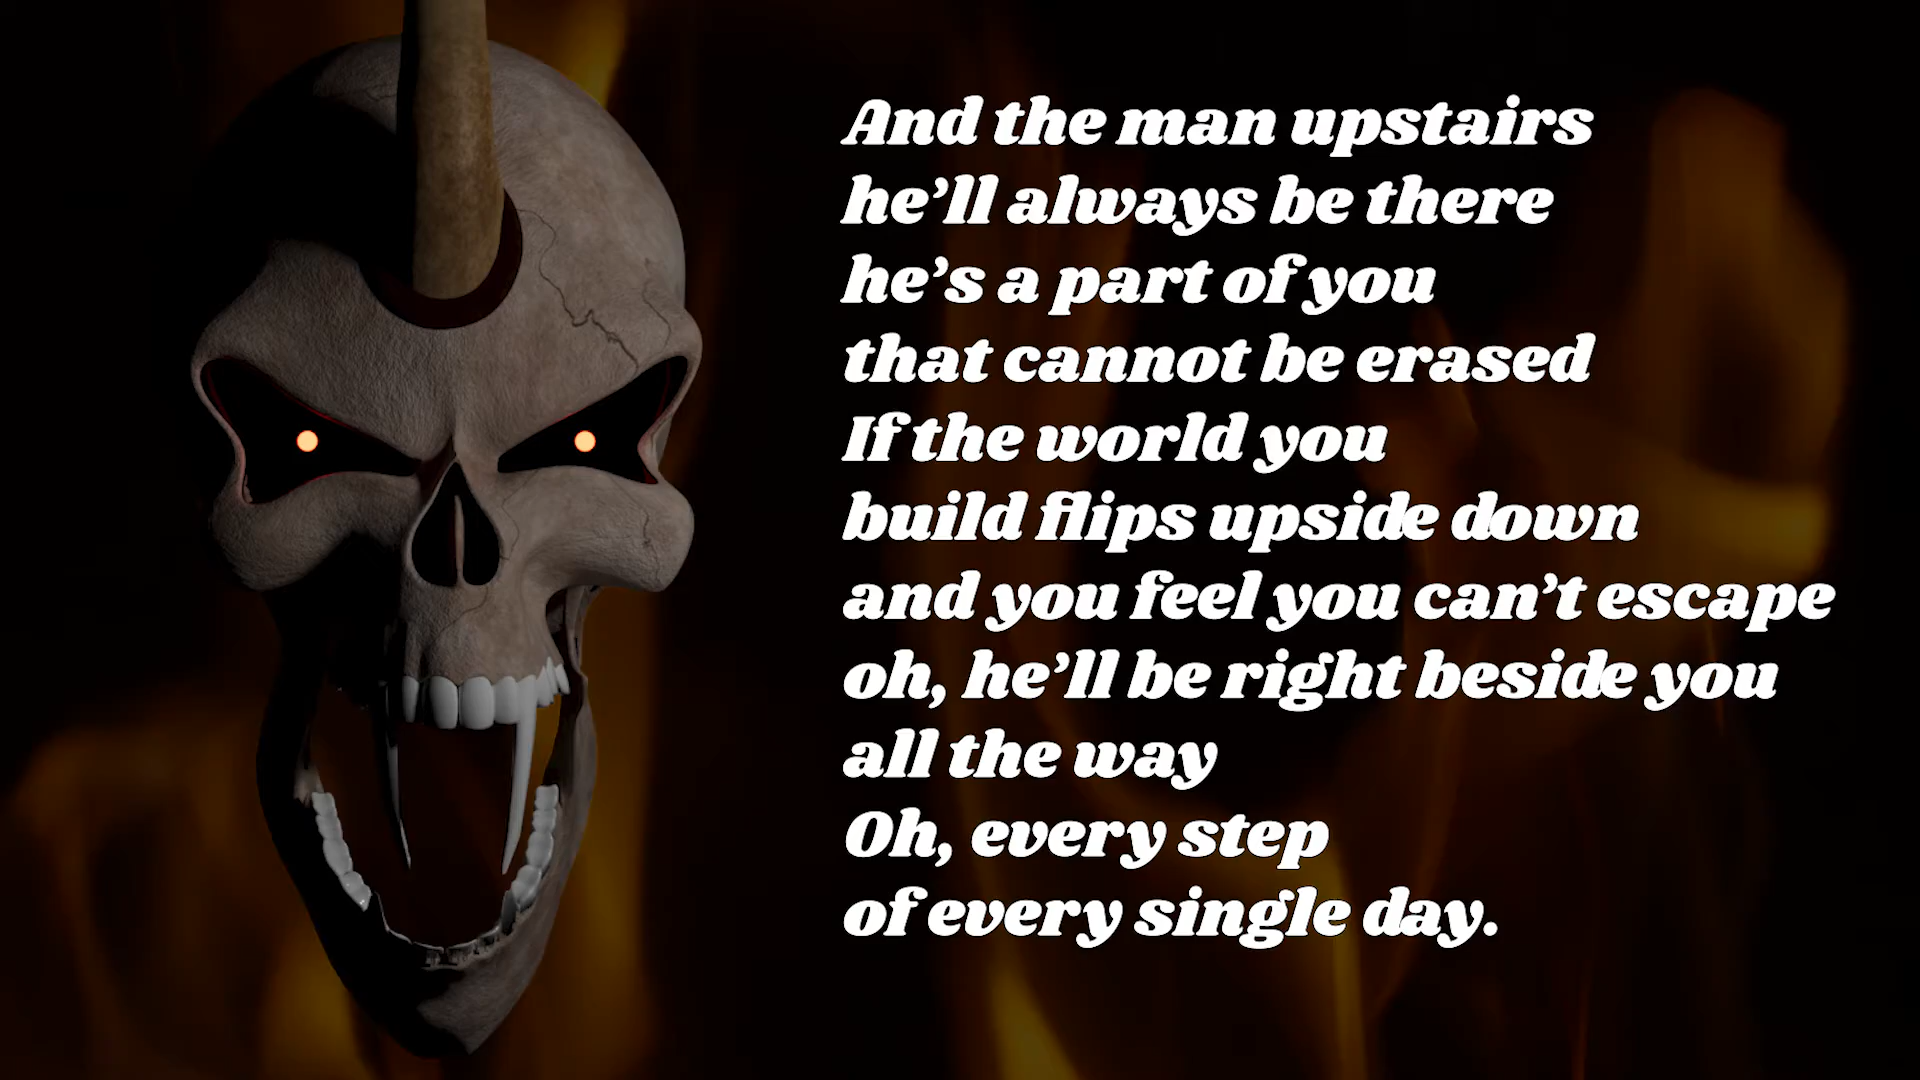 And the man upstairs
he’ll always be there
he’s a part of you
that cannot be erased
If the world you
build flips upside down
and you feel you can’t escape
oh, he’ll be right beside you
all the way
Oh, every step
of every single day.